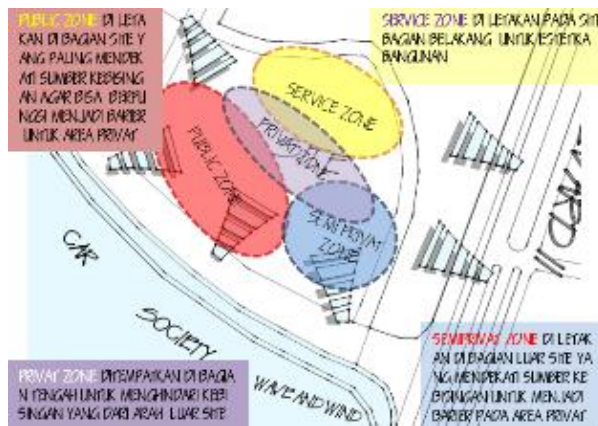 PUBLIC ZONE DI LETA
KAN DI BAGIAN SITE Y
ANG PALING MENDEK
ATI SUMBER KEBISING
AN AGAR BISA BERFU
NGSI MENJADI BARIER
UNTUK AREA PRIVAT
SERVICE ZONE DI LETAKAN PADA SITE
BAGIAN BELAKANG UNTUK ESTETIKA
BANGUNAN
SERVICE ZONE
PRIVAT ZONE
PUBLIC ZONE
SEMI PRIVAT
ZONE
CAR
SOCIETY
WAVE AND WIND
PRIVAT ZONE DITEMPATKAN DI BAGIA
N TENGAH UNTUK MENGHINDARI KEBI
SINGAN YANG DARI ARAH LUAR SITE
SEMIPRIVAT ZONE DI LETAK
AN DI BAGIAN LUAR SITE YA
NG MENDEKATI SUMBER KE
BISINGAN UNTUK MENJADI
BARIER PADA AREA PRIVAT